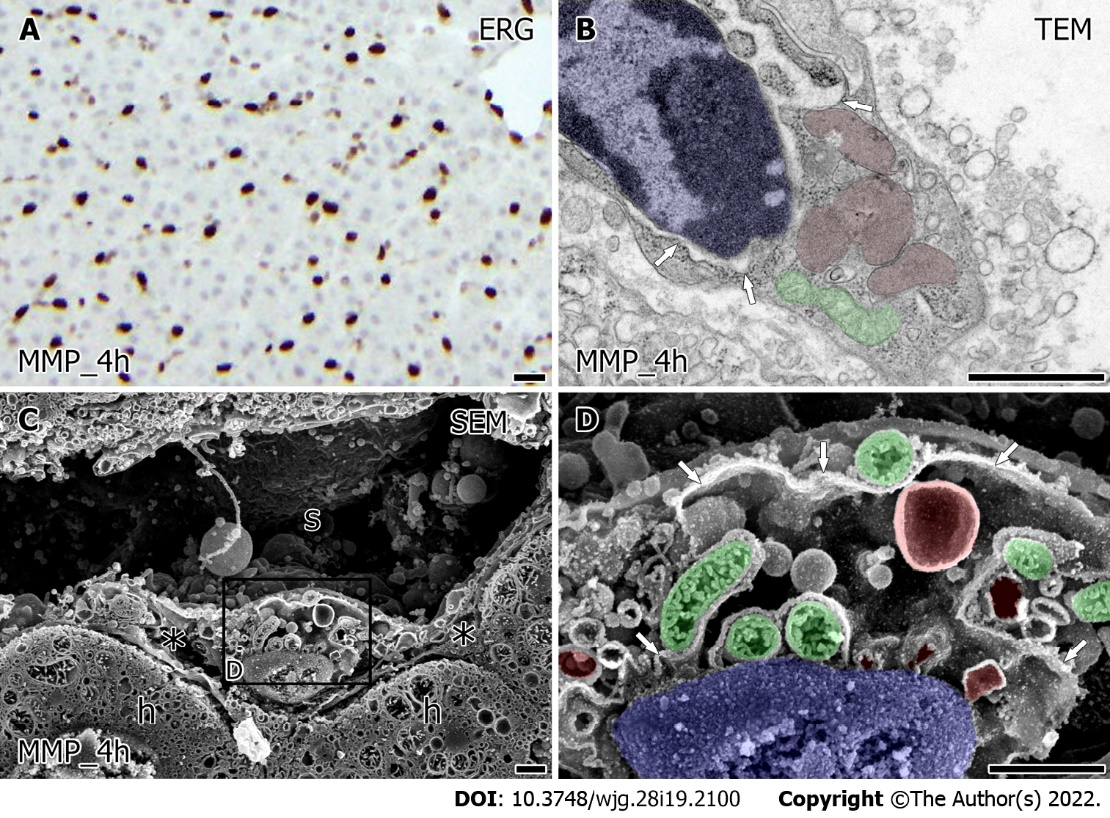 A
ERG
MMP_4h
B
TEM
MMP_4h
C
SEM
S
*
*
D
h
h
MMP_4h
D
DOI: 10.3748/wjg.28i19.2100 Copyright ©The Author(s) 2022.